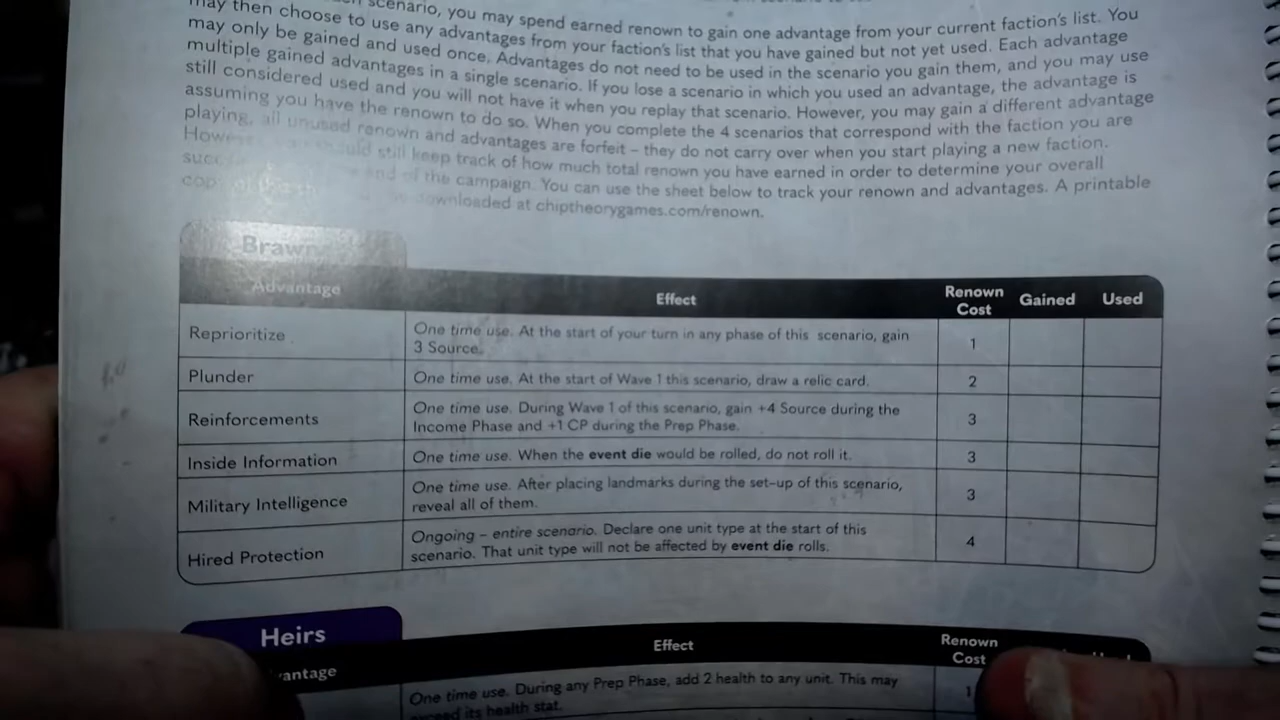 scenario, you may spend earned renown to gain one advantage from your current faction's list. You
may then choose to use any advantages from your faction's list that you have gained but not yet used. Each advantage
may only be gained and used once. Advantages do not need to be used in the scenario you gain them, and you may use
multiple gained advantages in a single scenario. If you lose a scenario in which you used an advantage, the advantage is
still considered used and you will not have it when you replay that scenario. However, you may gain a different advantage
assuming you have the renown to do so. When you complete the 4 scenarios that correspond with the faction you are
playing, all unused renown and advantages are forfeit – they do not carry over when you start playing a new faction.
However, you should still keep track of how much total renown you have earned in order to determine your overall
end of the campaign. You can use the sheet below to track your renown and advantages. A printable
copy of this downloaded at chiptheorygames.com/renown.
Brawn
Advantage Effect Renown Cost Gained Used
Reprioritize One time use. At the start of your turn in any phase of this scenario, gain
3 Source. 1
Plunder One time use. At the start of Wave 1 this scenario, draw a relic card. 2
Reinforcements One time use. During Wave 1 of this scenario, gain +4 Source during the
Income Phase and +1 CP during the Prep Phase. 3
Inside Information One time use. When the event die would be rolled, do not roll it. 3
Military Intelligence One time use. After placing landmarks during the set-up of this scenario,
reveal all of them. 3
Hired Protection Ongoing – entire scenario. Declare one unit type at the start of this
scenario. That unit type will not be affected by event die rolls. 4
Heirs
Effect Renown Cost
One time use. During any Prep Phase, add 2 health to any unit. This may
its health stat. 1